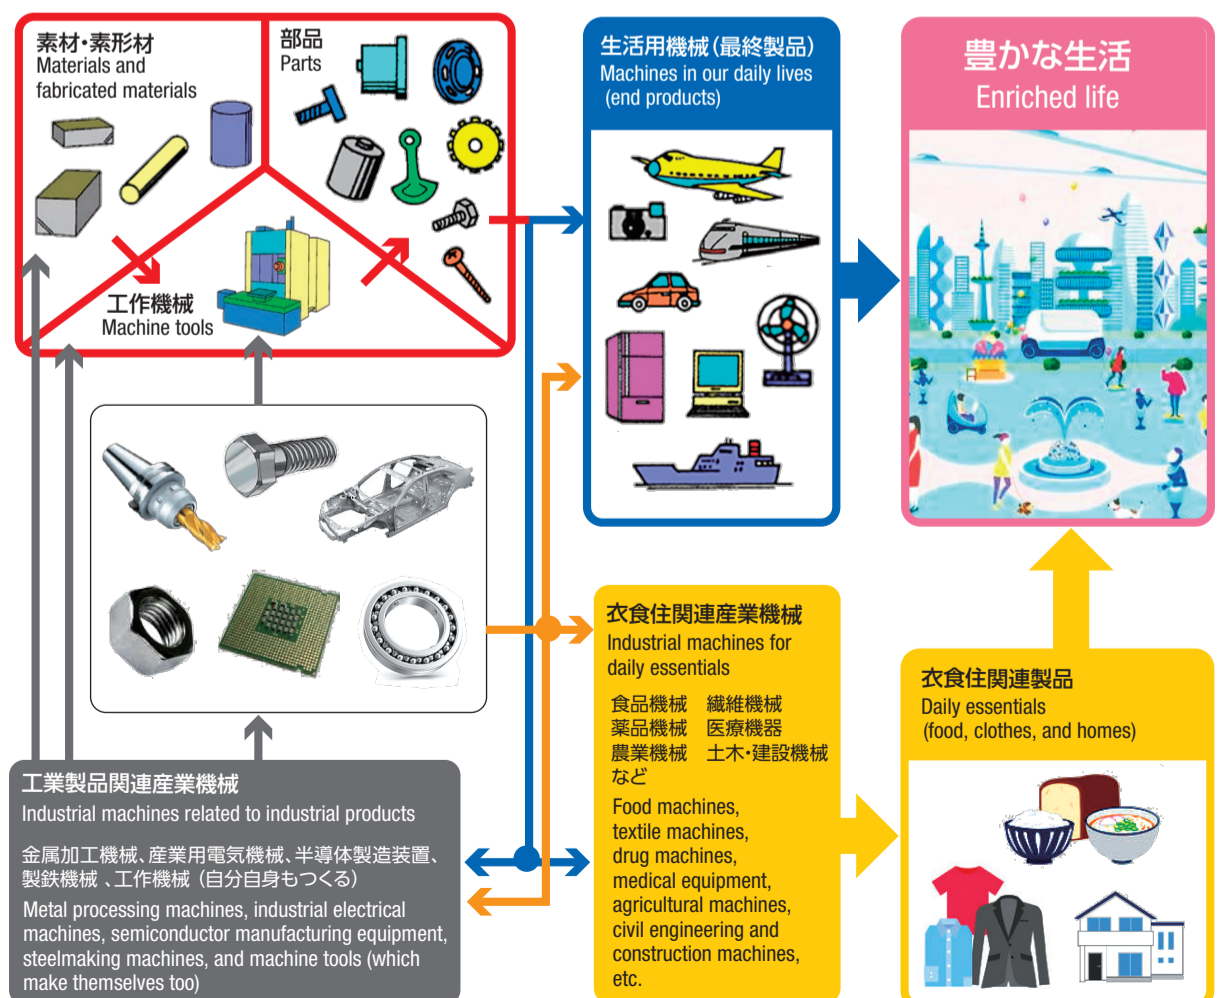 素材・素形材
Materials and
fabricated materials
部品
Parts
工作機械
Machine tools
生活用機械（最終製品）
Machines in our daily lives
(end products)
豊かな生活
Enriched life
衣食住関連産業機械
Industrial machines for
daily essentials
食品機械　繊維機械
薬品機械　医療機器
農業機械　土木・建設機械
など
Food machines,
textile machines,
drug machines,
medical equipment,
agricultural machines,
civil engineering and
construction machines,
etc.
衣食住関連製品
Daily essentials
(food, clothes, and homes)
工業製品関連産業機械
Industrial machines related to industrial products
金属加工機械、産業用電気機械、半導体製造装置、
製鉄機械 、工作機械（自分自身もつくる）
Metal processing machines, industrial electrical
machines, semiconductor manufacturing equipment,
steelmaking machines, and machine tools (which
make themselves too)